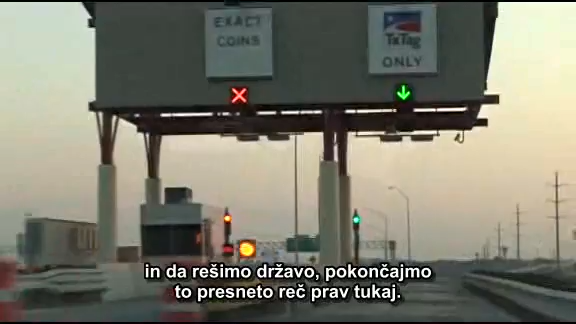 EXACT
COINS
TxTag
ONLY
in da rešimo državo, pokončajmo
to presneto reč prav tukaj.